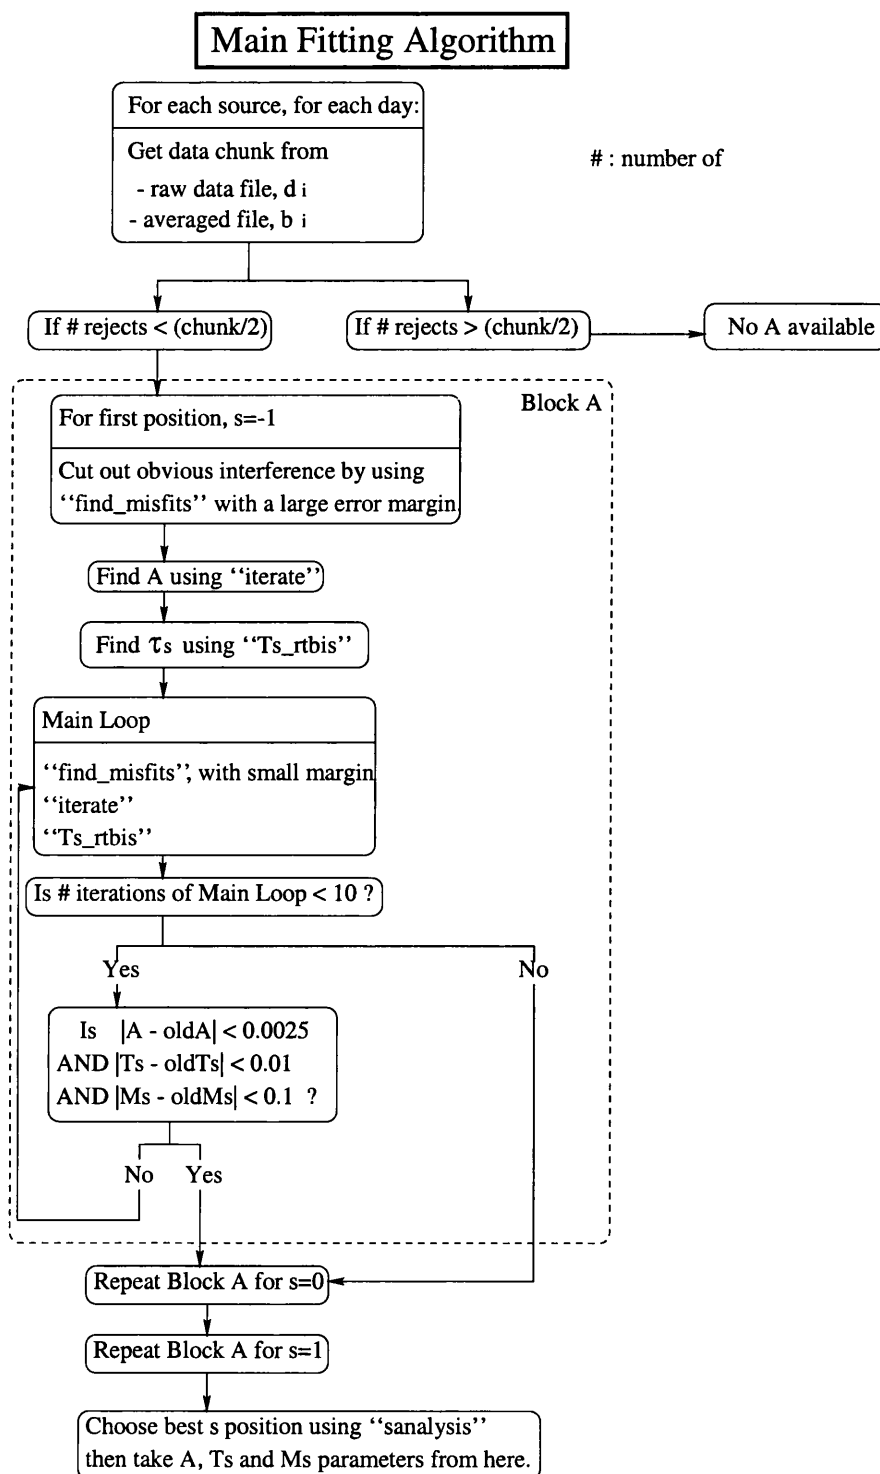 Main Fitting Algorithm
For each source, for each day:
Get data chunk from
- raw data file, d i
- averaged file, b i
# : number of
If # rejects < (chunk/2)
If # rejects > (chunk/2)
No A available
Block A
For first position, s=-1
Cut out obvious interference by using
‘‘find_misfits’’ with a large error margin
Find A using ‘‘iterate’’
Find τs using ‘‘Ts_rtbis’’
Main Loop
‘‘find_misfits’’, with small margin
‘‘iterate’’
‘‘Ts_rtbis’’
Is # iterations of Main Loop < 10 ?
Yes
No
Is |A - oldA| < 0.0025
AND |Ts - oldTs| < 0.01
AND |Ms - oldMs| < 0.1 ?
No Yes
Repeat Block A for s=0
Repeat Block A for s=1
Choose best s position using ‘‘sanalysis’’
then take A, Ts and Ms parameters from here.